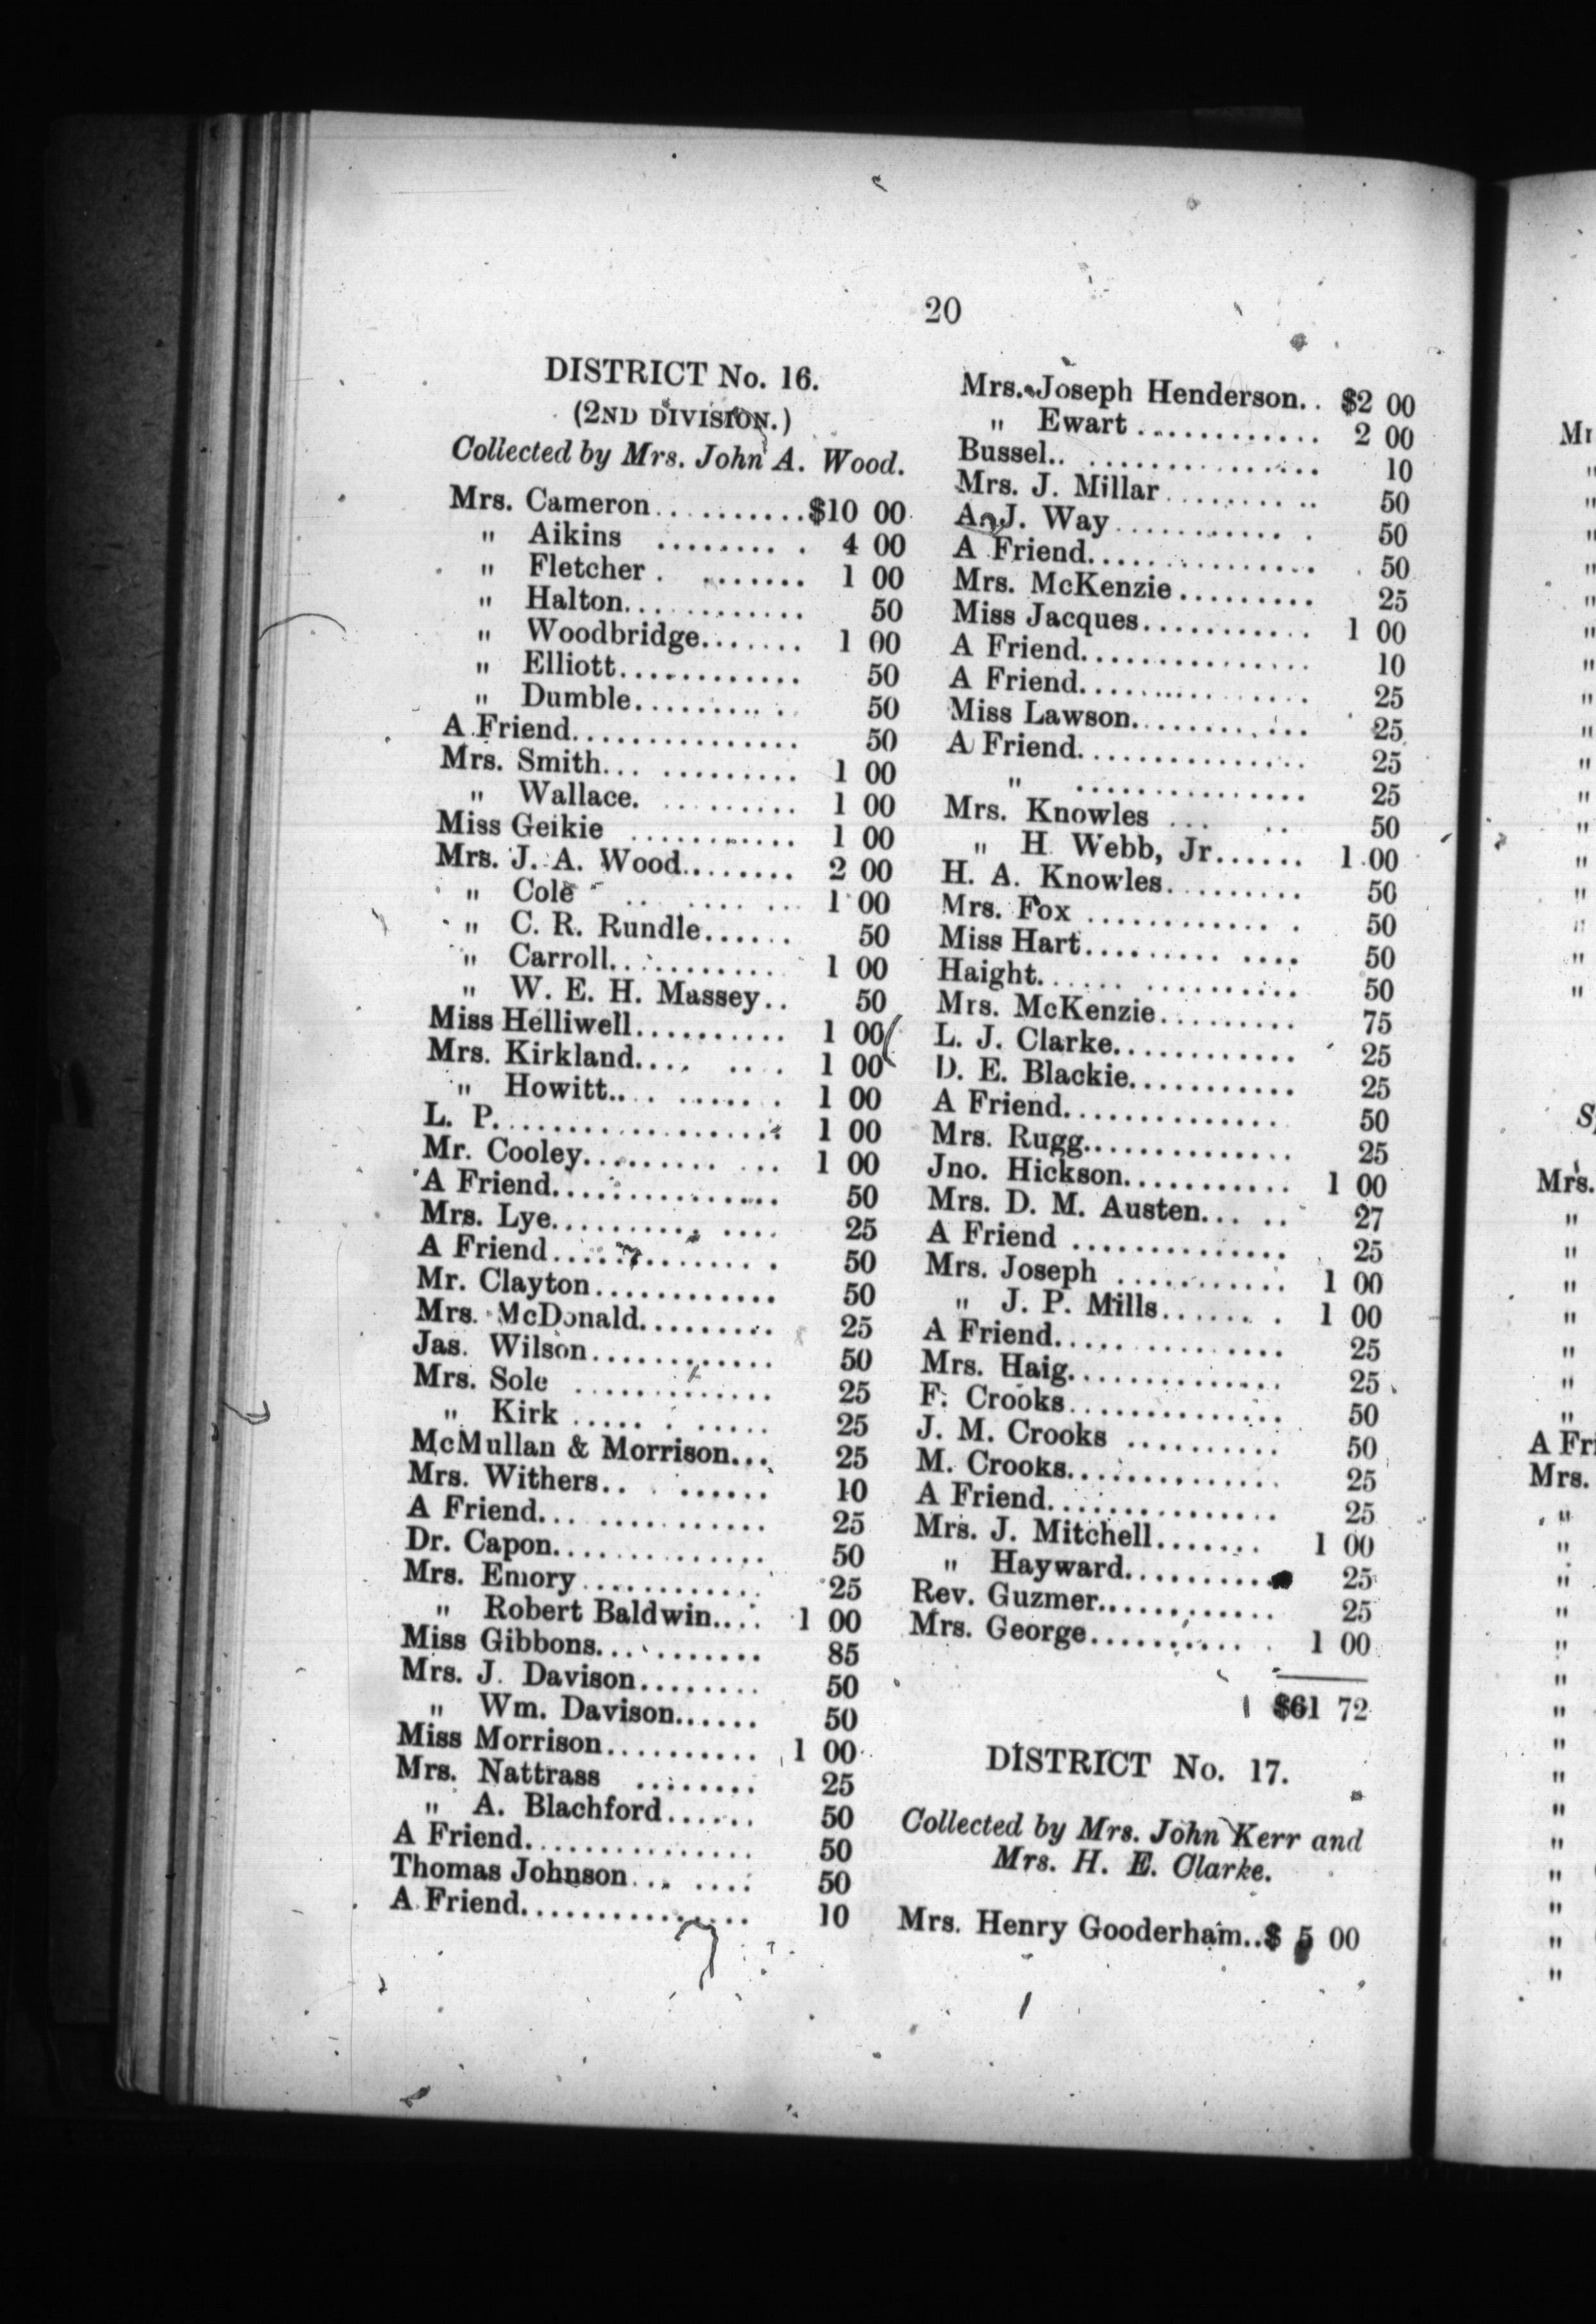 20
DISTRICT No. 16.
(2ND DIVISION.)
Collected by Mrs. John A. Wood.
Mrs. Cameron..........$10 00
" Aikins ........ . 4 00
" Fletcher . ....... 1 00
" Halton............ 50
" Woodbridge....... 1 00
" Elliott............ 50
" Dumble......... . 50
A Friend............... 50
Mrs. Smith... ......... 1 00
" Wallace. ......... 1 00
Miss Geikie ........... 1 00
Mrs. J. A. Wood........ 2 00
" Cole .. .... ... 1 00
" C. R. Rundle...... 50
" Carroll........... 1 00
" W. E. H. Massey.. 50
Miss Helliwell.......... 1 00
Mrs. Kirkland.... .... 1 00
" Howitt... ....... 1 00
L. P................... 1 00
Mr. Cooley......... ... 1 00
A Friend............... 50
Mrs. Lye.......... .... 25
A Friend............. . 50
Mr. Clayton............ 50
Mrs. McDonald......... 25
Jas. Wilson............ 50
Mrs. Sole ............. 25
" Kirk ..... . ...... 25
McMullan & Morrison... 25
Mrs. Withers.. . ...... 10
A Friend... ........... 25
Dr. Capon.............. 50
Mrs. Emory............ 25
" Robert Baldwin.... 1 00
Miss Gibbons........... 85
Mrs. J. Davison........ 50
" Wm. Davison...... 50
Miss Morrison.......... 1 00
Mrs. Nattrass ........ 25
" A. Blachford...... 50
A Friend............... 50
Thomas Johnson... .... 50
A Friend............... 10
Mrs. Joseph Henderson.. $2 00
" Ewart ............ 2 00
Bussel.. ............... 10
Mrs. J. Millar.......... .. 50
A. J. Way............ . 50
A Friend................ 50
Mrs. McKenzie......... 25
Miss Jacques........... 1 00
A Friend............... 10
A Friend............... 25
Miss Lawson............ 25
A Friend............... 25
" ............... 25
Mrs. Knowles ... .. 50
" H. Webb, Jr...... 1 00
H. A. Knowles......... 50
Mrs. Fox ............ . 50
Miss Hart......... .... 50
Haight...... .......... 50
Mrs. McKenzie......... 75
L. J. Clarke............ 25
D. E. Blackie........... 25
A Friend............... 50
Mrs. Rugg.............. 25
Jno. Hickson........... 1 00
Mrs. D. M. Austen... .. 27
A Friend .............. 25
Mrs. Joseph ........... 1 00
" J. P. Mills...... . 1 00
A Friend............... 25
Mrs. Haig.............. 25
F. Crooks.............. 50
J. M. Crooks .......... 50
M. Crooks.............. 25
A Friend............... 25
Mrs. J. Mitchell....... 1 00
" Hayward........... 25
Rev. Guzmer............ 25
Mrs. George.......... . 1 00
$61 72
DISTRICT No. 17.
Collected by Mrs. John Kerr and
Mrs. H. E. Clarke.
Mrs. Henry Gooderham..$ 5 00
Mrs.
A Fri
Mrs.